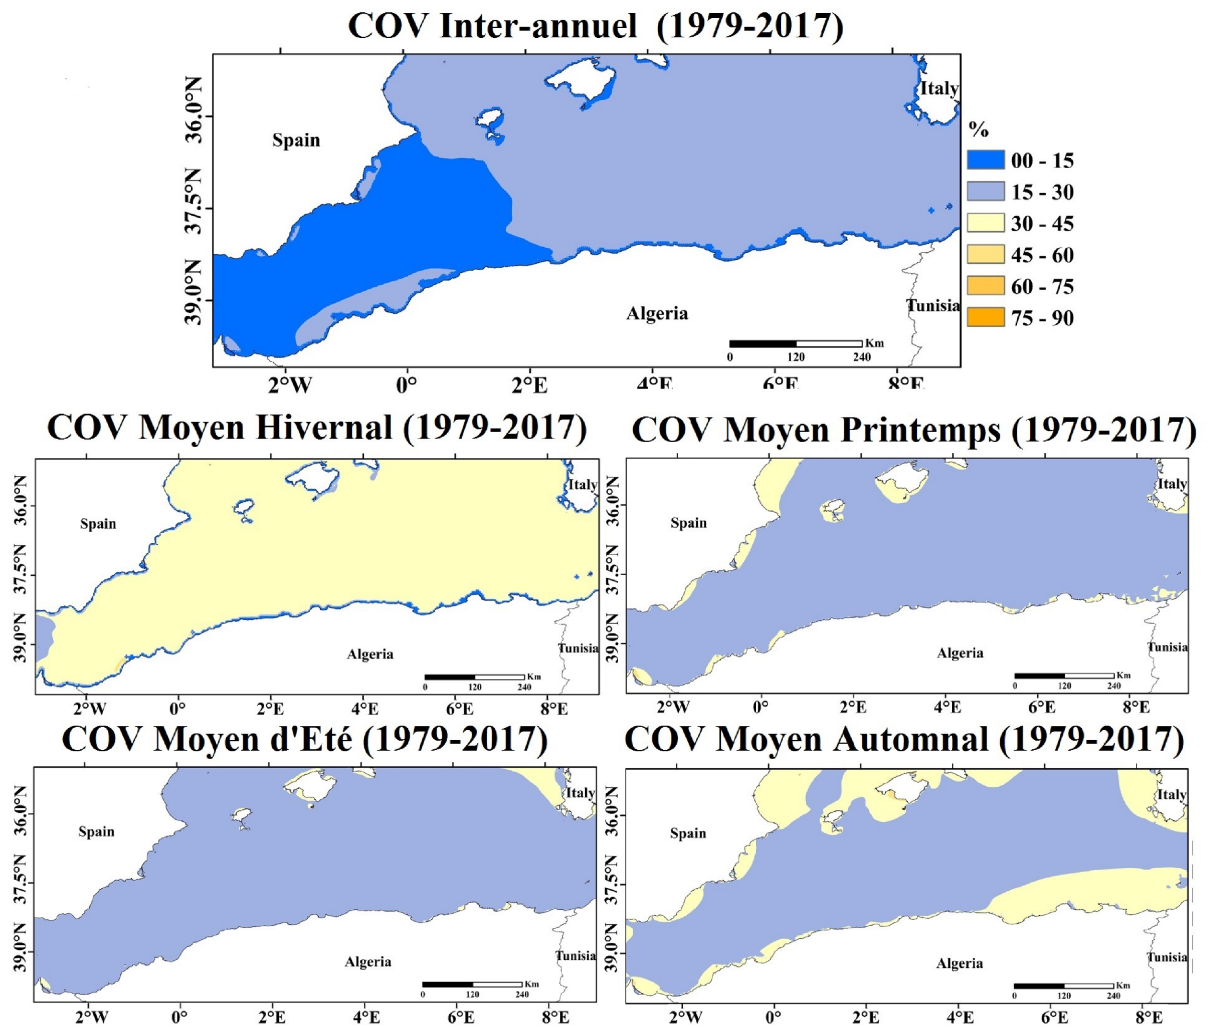 COV Inter-annuel (1979-2017)
36.0°N
37.5°N
39.0°N
Spain
Italy
Algeria
Tunisia
0 120 240 Km
%
00 - 15
15 - 30
30 - 45
45 - 60
60 - 75
75 - 90
2°W 0° 2°E 4°E 6°E 8°E
COV Moyen Hivernal (1979-2017)
36.0°N
37.5°N
39.0°N
Spain
Italy
Algeria
Tunisia
0 120 240 Km
2°W 0° 2°E 4°E 6°E 8°E
COV Moyen Printemps (1979-2017)
36.0°N
37.5°N
39.0°N
Spain
Italy
Algeria
Tunisia
0 120 240 Km
2°W 0° 2°E 4°E 6°E 8°E
COV Moyen d'Eté (1979-2017)
36.0°N
37.5°N
39.0°N
Spain
Italy
Algeria
Tunisia
0 120 240 Km
2°W 0° 2°E 4°E 6°E 8°E
COV Moyen Automnal (1979-2017)
36.0°N
37.5°N
39.0°N
Spain
Italy
Algeria
Tunisia
0 120 240 Km
2°W 0° 2°E 4°E 6°E 8°E